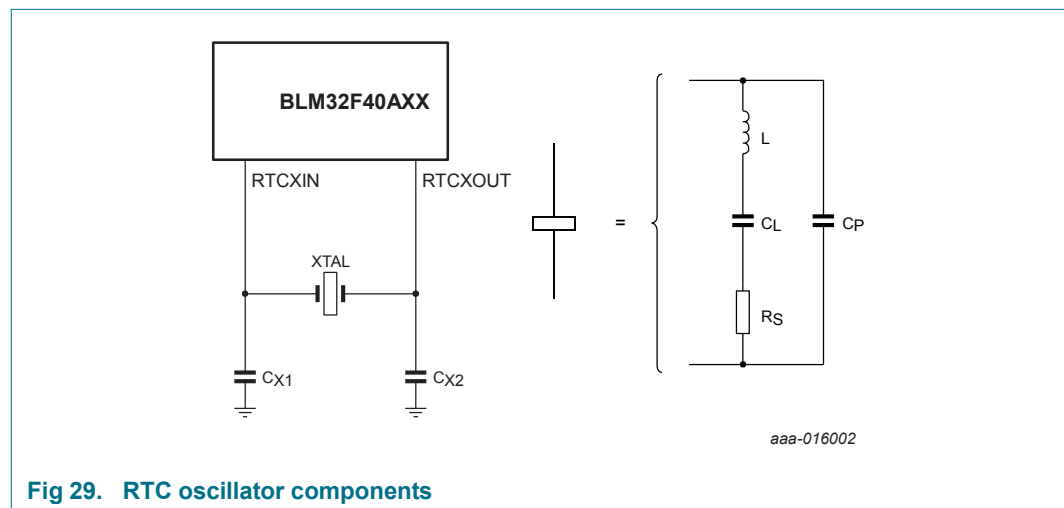 BLM32F40AXX
RTCXIN RTCXOUT
XTAL
CX1 CX2
=
L
CL CP
RS
aaa-016002
Fig 29. RTC oscillator components